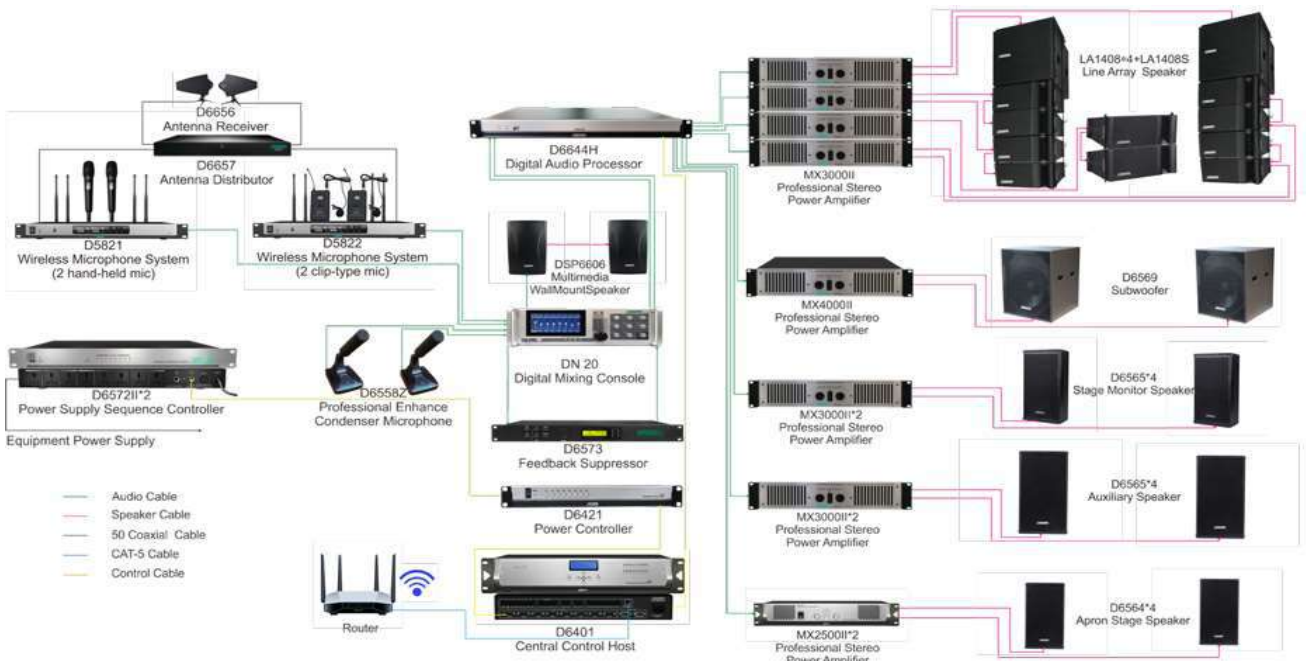 D6656
Antenna Receiver
D6657
Antenna Distributor
D5821
Wireless Microphone System
(2 hand-held mic)
D5822
Wireless Microphone System
(2 clip-type mic)
D6572II*2
Power Supply Sequence Controller
Equipment Power Supply
Audio Cable
Speaker Cable
50 Coaxial Cable
CAT-5 Cable
Control Cable
D6644H
Digital Audio Processor
DSP6606
Multimedia
WallMountSpeaker
DN 20
Digital Mixing Console
D6558Z
Professional Enhance
Condenser Microphone
D6573
Feedback Suppressor
D6421
Power Controller
Router
D6401
Central Control Host
MX3000II
Professional Stereo
Power Amplifier
LA1408*4+LA1408S
Line Array Speaker
MX4000II
Professional Stereo
Power Amplifier
D6569
Subwoofer
MX3000II*2
Professional Stereo
Power Amplifier
D6565*4
Stage Monitor Speaker
MX3000II*2
Professional Stereo
Power Amplifier
D6565*4
Auxiliary Speaker
MX2500II*2
Professional Stereo
Power Amplifier
D6564*4
Apron Stage Speaker